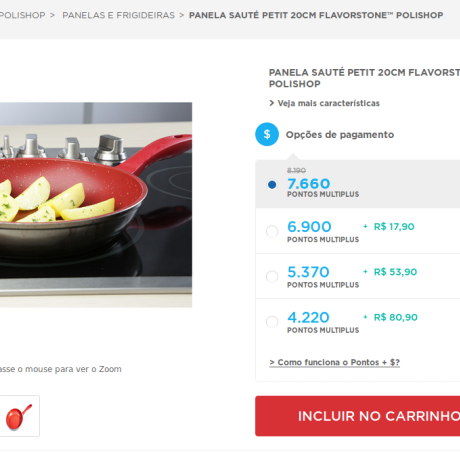 POLISHOP > PANELAS E FRIGIDEIRAS > PANELA SAUTÉ PETIT 20CM FLAVORSTONE™ POLISHOP
PANELA SAUTÉ PETIT 20CM FLAVORST
POLISHOP
> Veja mais características
$ Opções de pagamento
8.190
7.660
PONTOS MULTIPLUS
6.900 + R$ 17,90
PONTOS MULTIPLUS
5.370 + R$ 53,90
PONTOS MULTIPLUS
4.220 + R$ 80,90
PONTOS MULTIPLUS
> Como funciona o Pontos + $?
asse o mouse para ver o Zoom
INCLUIR NO CARRINHO